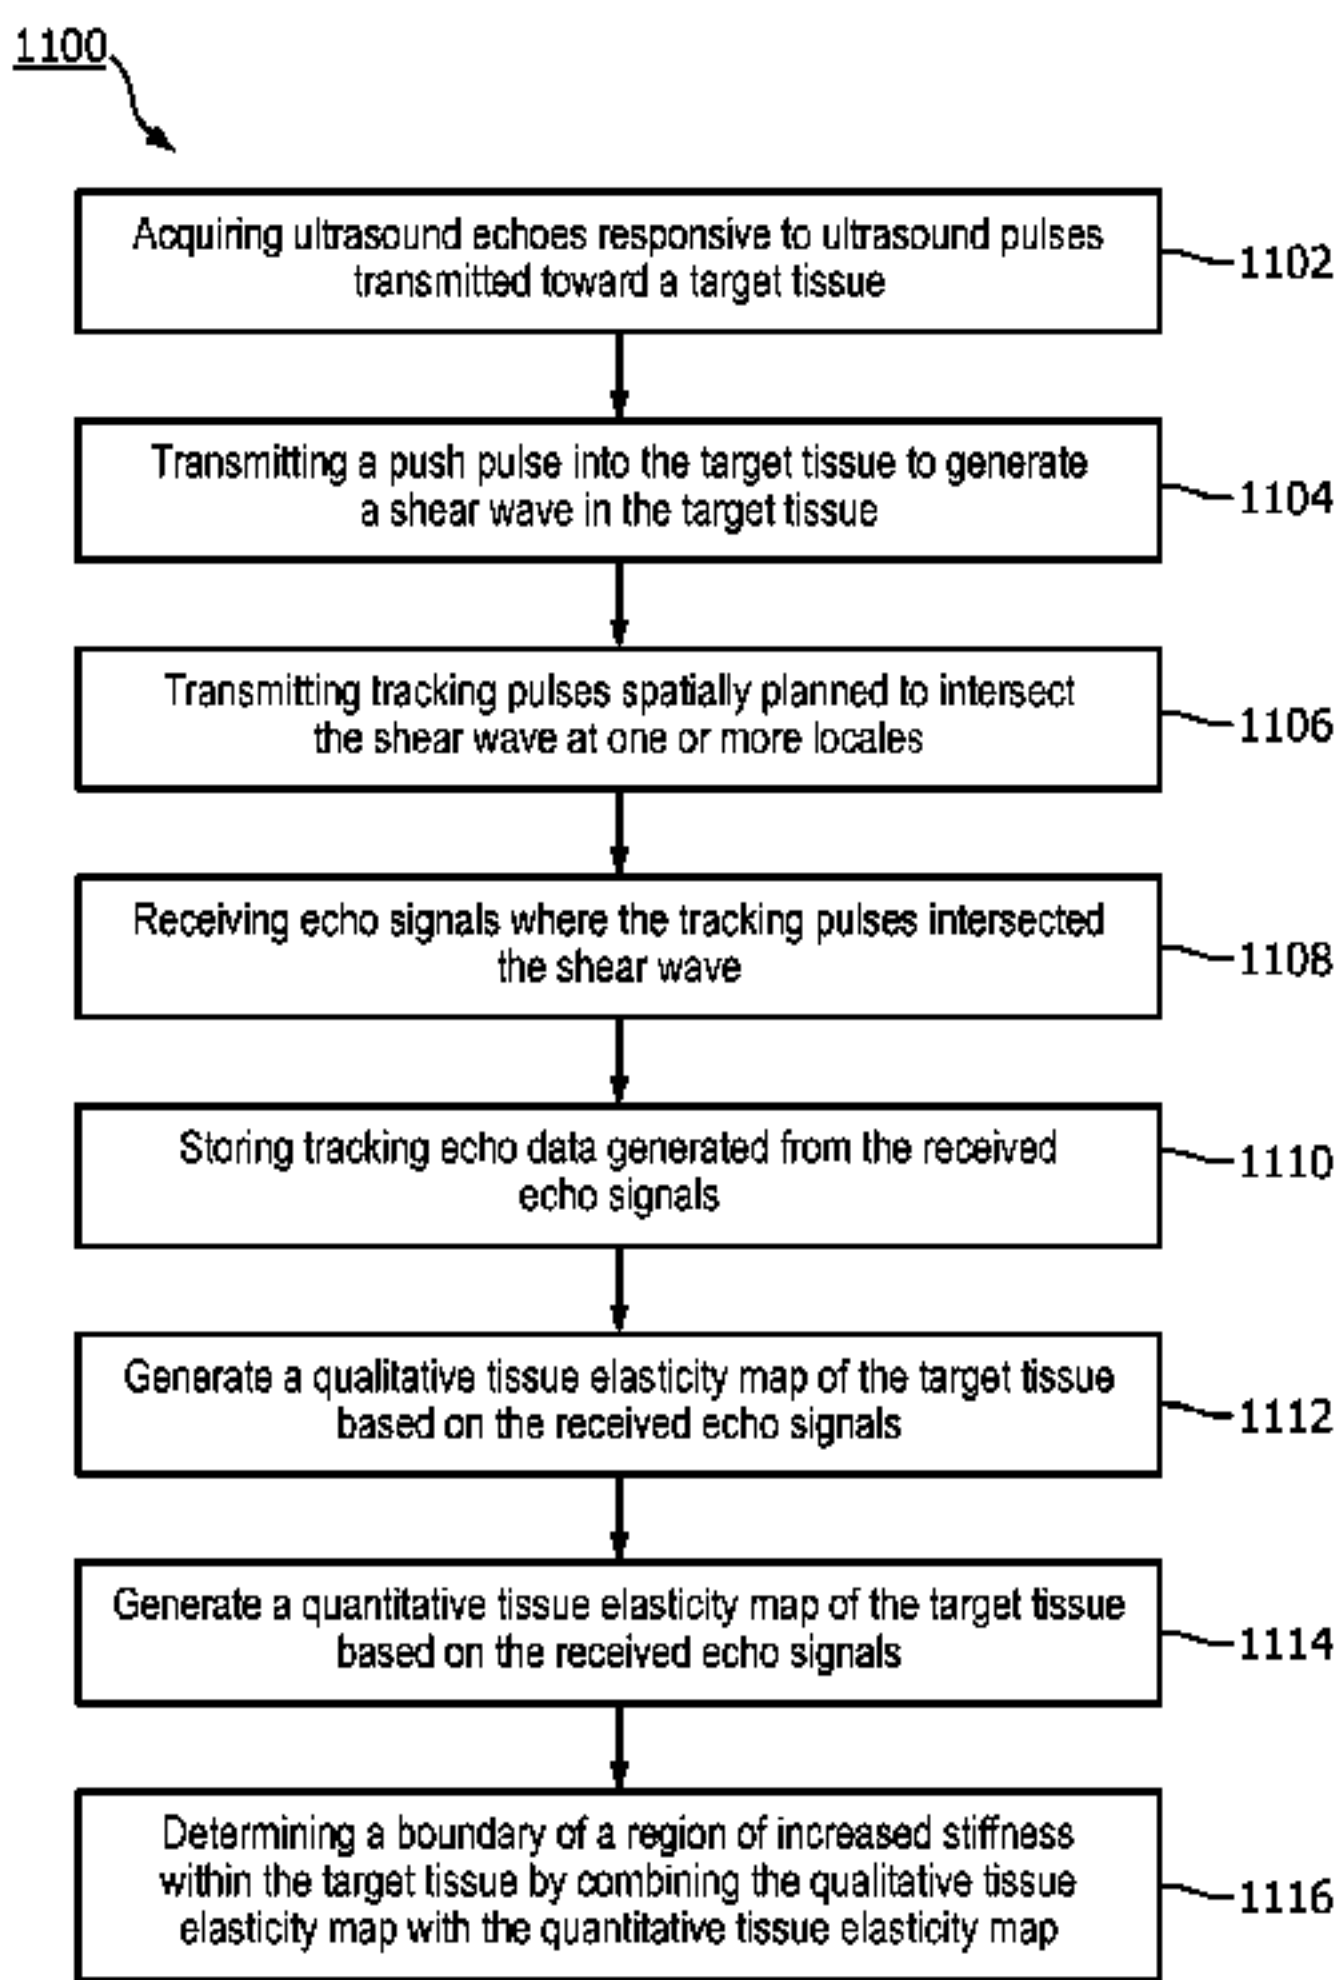 1100
Acquiring ultrasound echoes responsive to ultrasound pulses
transmitted toward a target tissue
1102
Transmitting a push pulse into the target tissue to generate
a shear wave in the target tissue
1104
Transmitting tracking pulses spatially planned to intersect
the shear wave at one or more locales
1106
Receiving echo signals where the tracking pulses intersected
the shear wave
1108
Storing tracking echo data generated from the received
echo signals
1110
Generate a qualitative tissue elasticity map of the target tissue
based on the received echo signals
1112
Generate a quantitative tissue elasticity map of the target tissue
based on the received echo signals
1114
Determining a boundary of a region of increased stiffness
within the target tissue by combining the qualitative tissue
elasticity map with the quantitative tissue elasticity map
1116